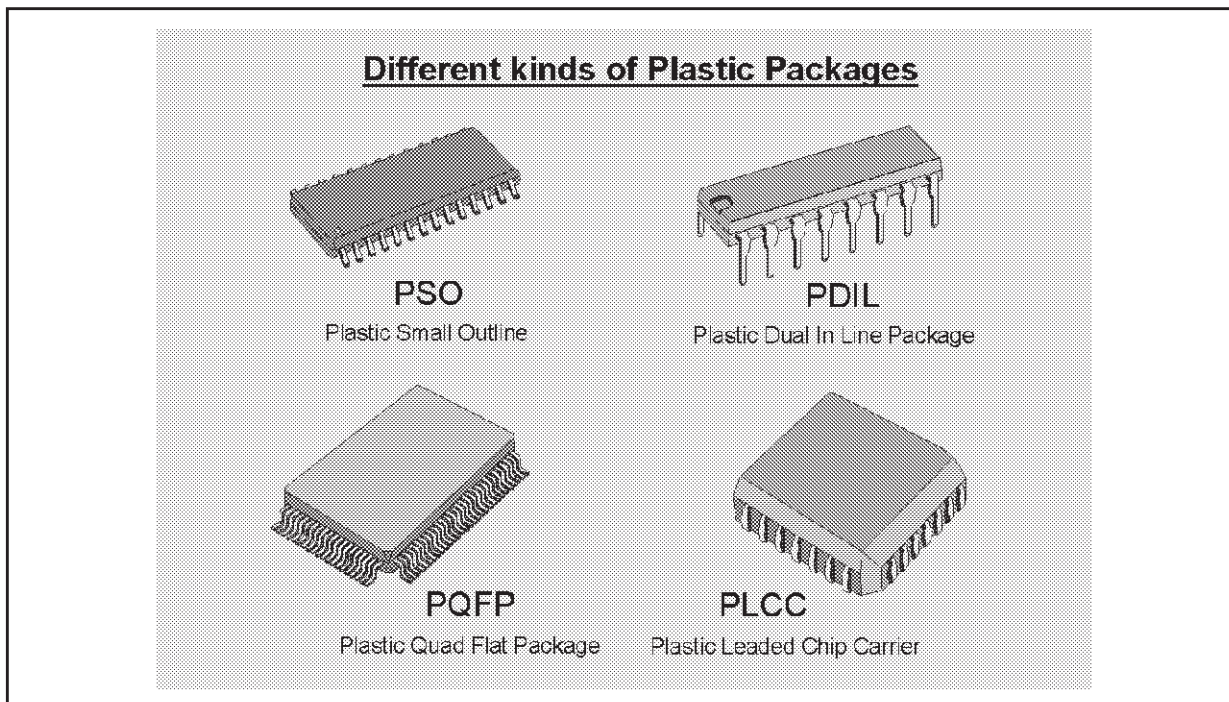 Different kinds of Plastic Packages
PSO
Plastic Small Outline
PDIL
Plastic Dual In Line Package
PQFP
Plastic Quad Flat Package
PLCC
Plastic Leaded Chip Carrier